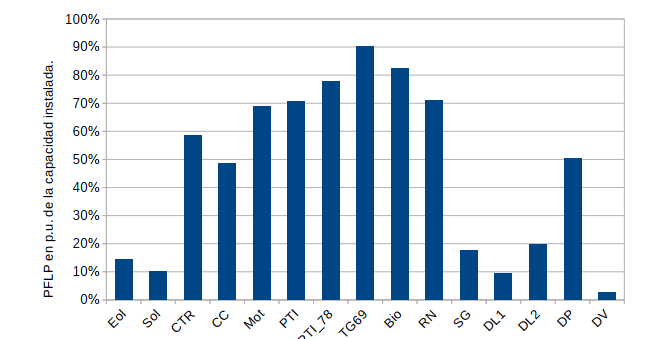 PFLP en p.u. de la capacidad instalada.
100%
90%
80%
70%
60%
50%
40%
30%
20%
10%
0%
Eol
Sol
CTR
CC
Mot
PTI
PTI_78
TG69
Bio
RN
SG
DL1
DL2
DP
DV